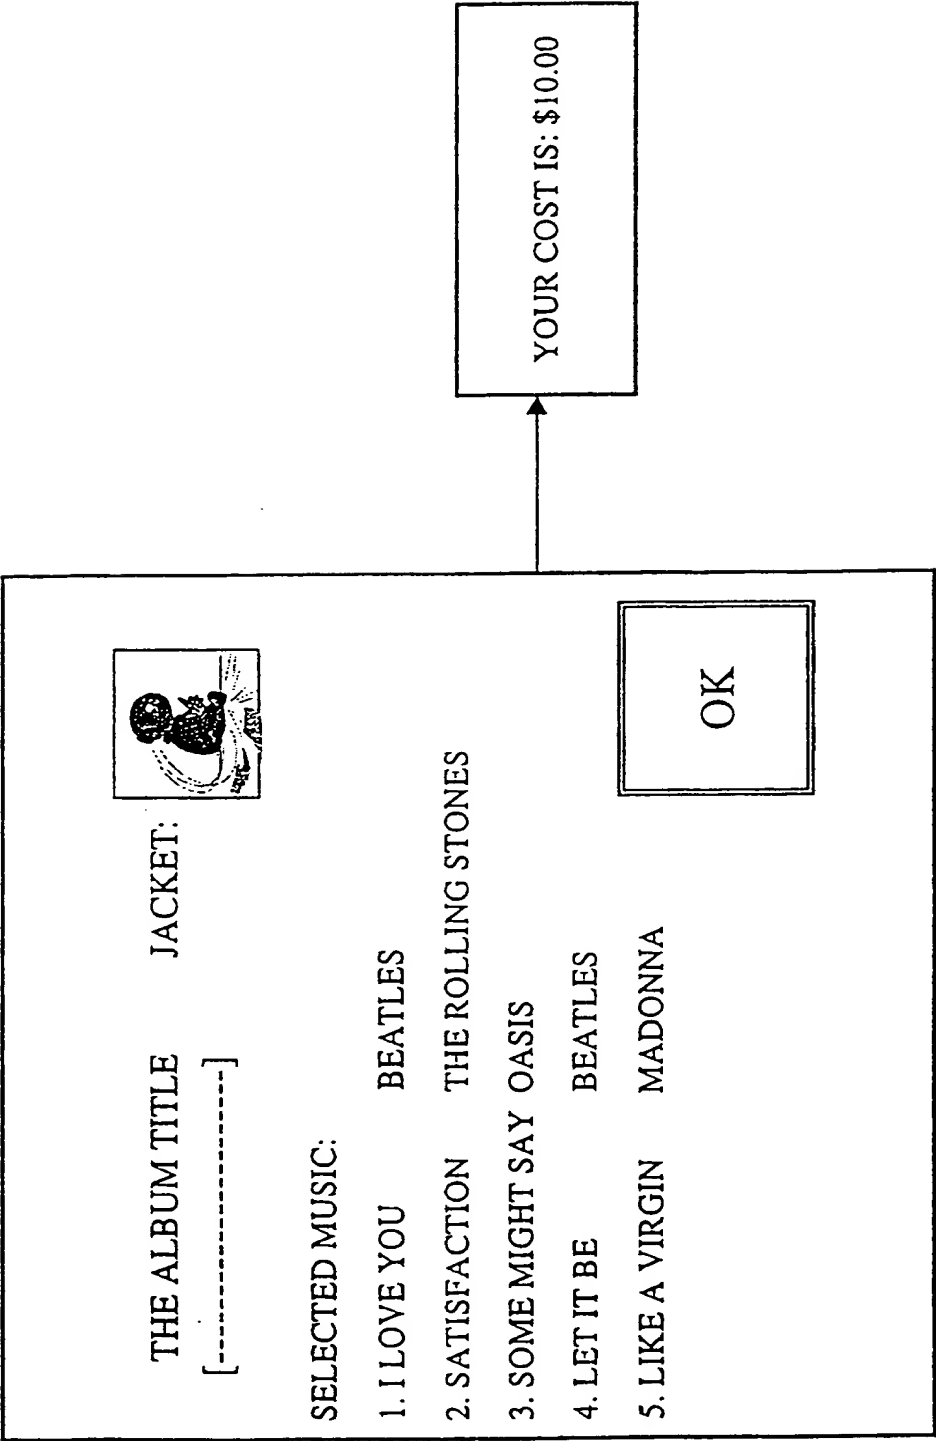 THE ALBUM TITLE JACKET:
[-----------------------]
SELECTED MUSIC:
1. I LOVE YOU BEATLES
2. SATISFACTION THE ROLLING STONES
3. SOME MIGHT SAY OASIS
4. LET IT BE BEATLES
5. LIKE A VIRGIN MADONNA
OK
YOUR COST IS: $10.00